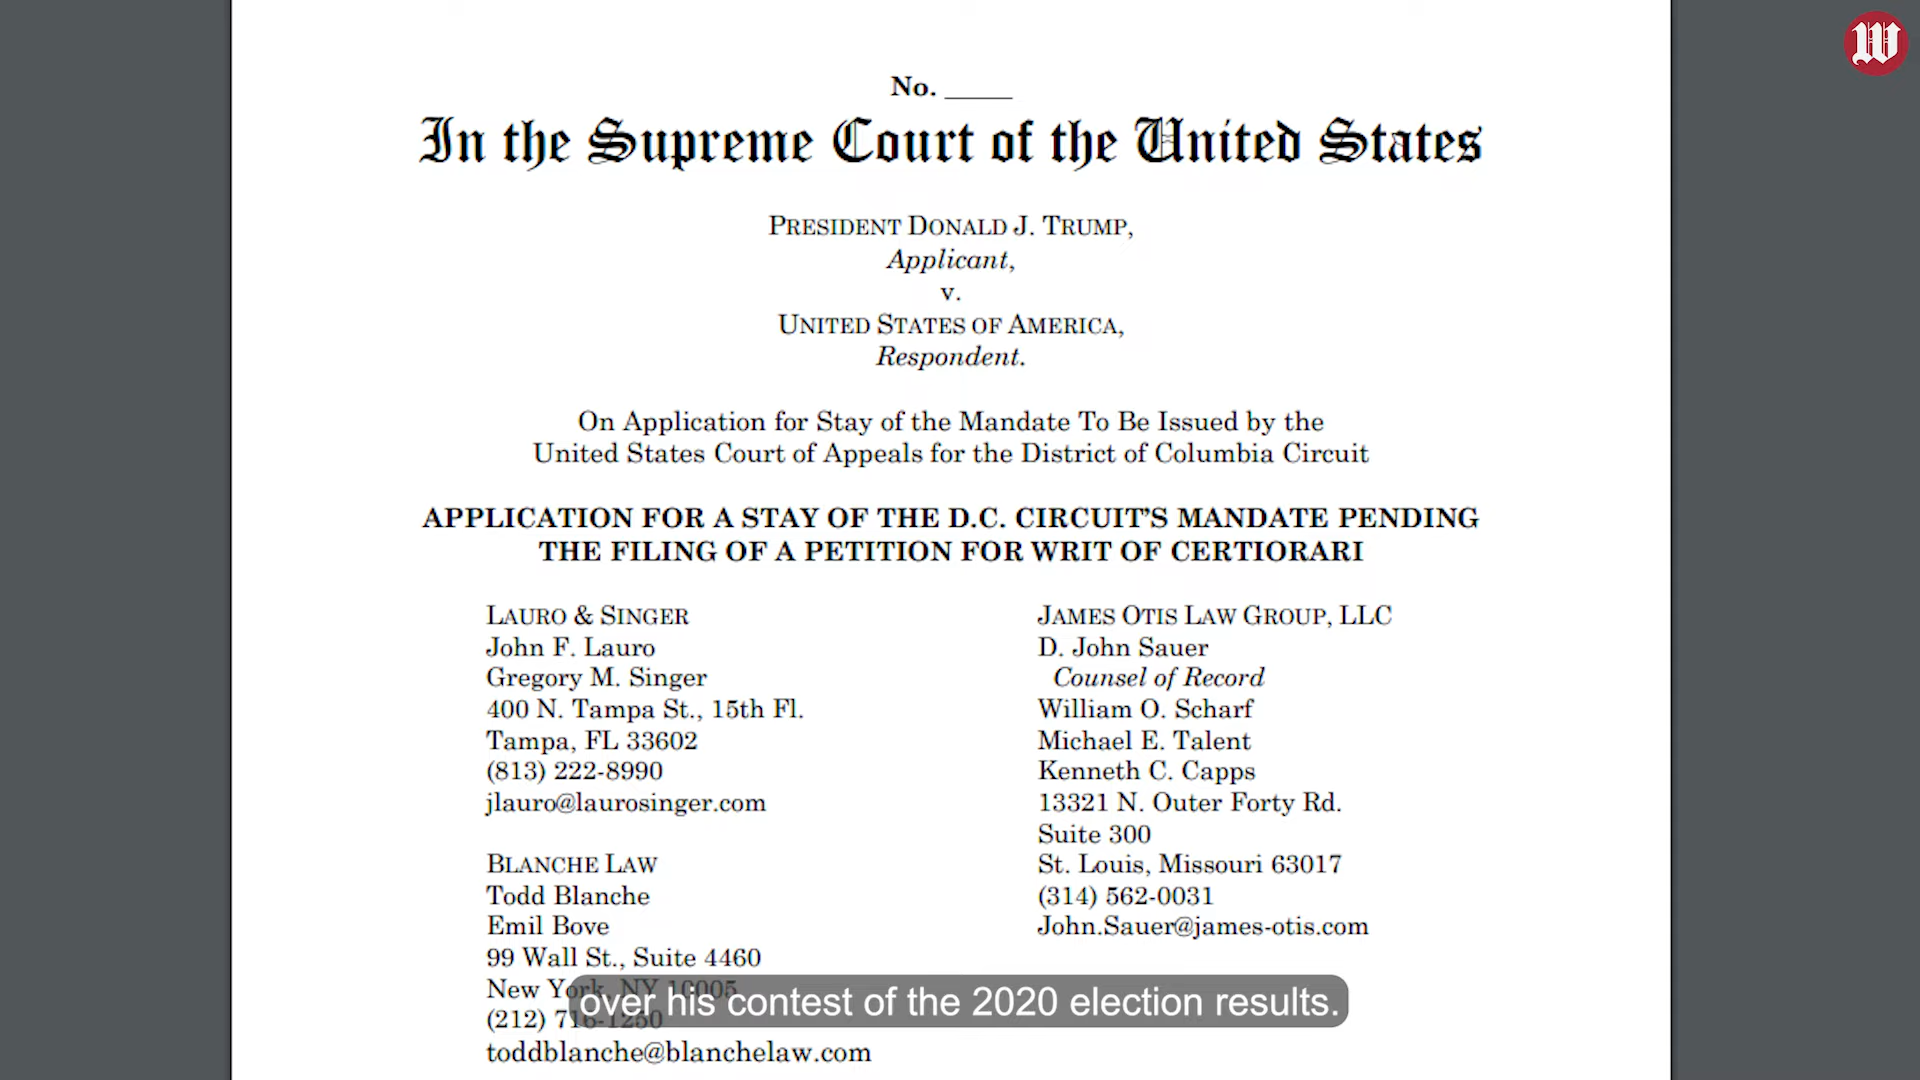 W
No. _____
In the Supreme Court of the United States
PRESIDENT DONALD J. TRUMP,
Applicant,
v.
UNITED STATES OF AMERICA,
Respondent.
On Application for Stay of the Mandate To Be Issued by the
United States Court of Appeals for the District of Columbia Circuit
APPLICATION FOR A STAY OF THE D.C. CIRCUIT'S MANDATE PENDING
THE FILING OF A PETITION FOR WRIT OF CERTIORARI
LAURO & SINGER
John F. Lauro
Gregory M. Singer
400 N. Tampa St., 15th Fl.
Tampa, FL 33602
(813) 222-8990
jlauro@laurosinger.com
BLANCHE LAW
Todd Blanche
Emil Bove
99 Wall St., Suite 4460
New York, NY 10005
(212) 716-1250
toddblanche@blanchelaw.com
JAMES OTIS LAW GROUP, LLC
D. John Sauer
Counsel of Record
William O. Scharf
Michael E. Talent
Kenneth C. Capps
13321 N. Outer Forty Rd.
Suite 300
St. Louis, Missouri 63017
(314) 562-0031
John.Sauer@james-otis.com
over his contest of the 2020 election results.